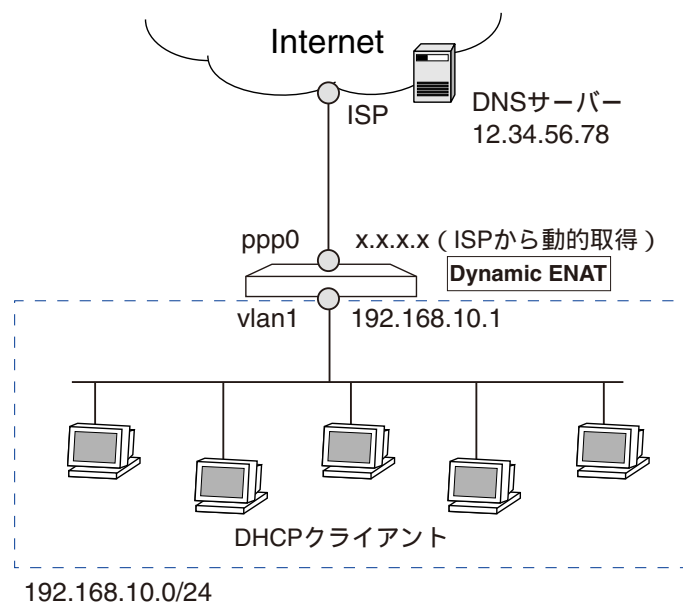 Internet
ISP
DNSサーバー
12.34.56.78
ppp0
x.x.x.x ( ISPから動的取得 )
Dynamic ENAT
vlan1
192.168.10.1
DHCPクライアント
192.168.10.0/24